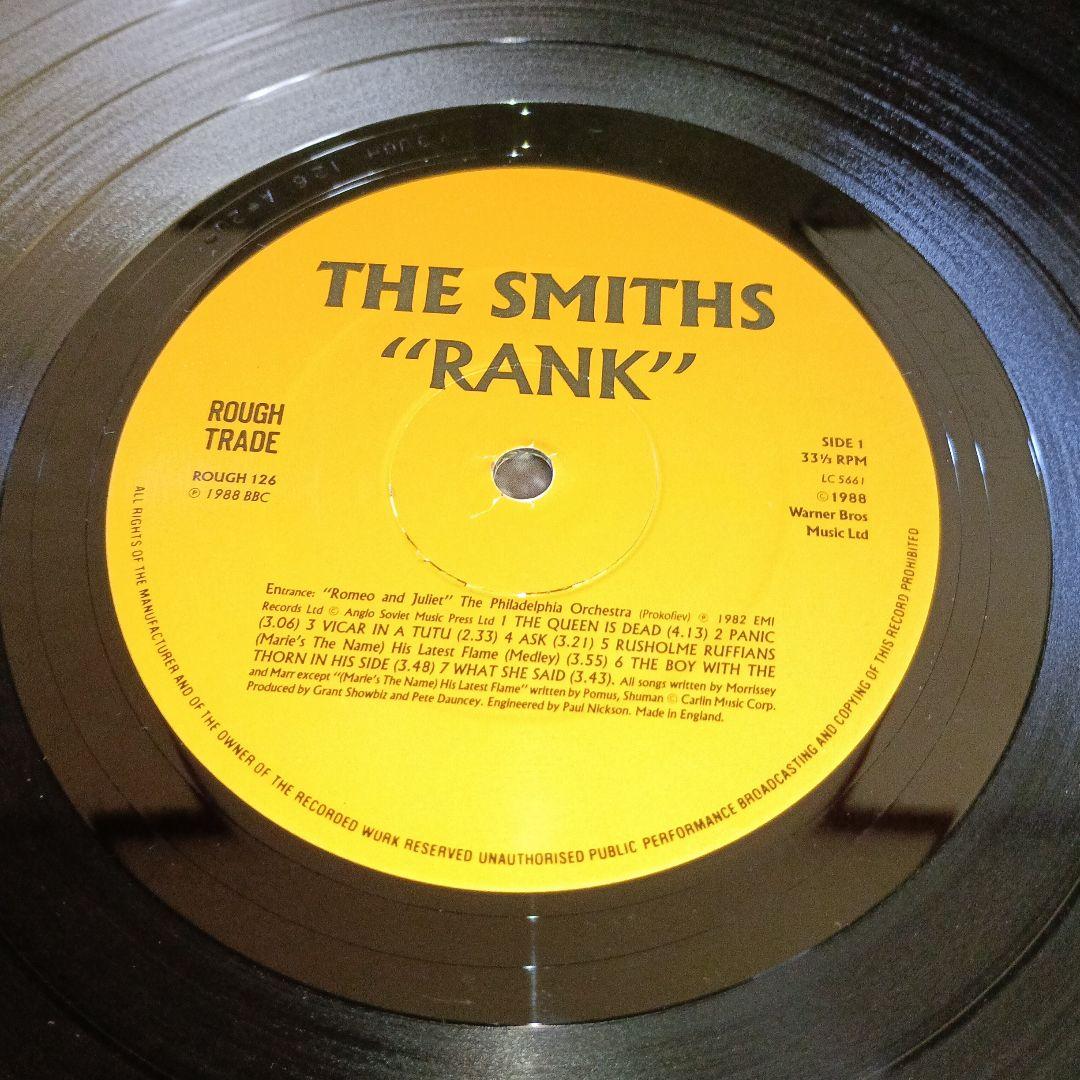 THE SMITHS
“RANK”
ROUGH
TRADE
ROUGH 126
℗ 1988 BBC
SIDE 1
33⅓ RPM
LC 5661
©1988
Warner Bros
Music Ltd
Entrance: “Romeo and Juliet” The Philadelphia Orchestra (Prokofiev) ℗ 1982 EMI
Records Ltd © Anglo Soviet Music Press Ltd 1 THE QUEEN IS DEAD (4.13) 2 PANIC
(3.06) 3 VICAR IN A TUTU (2.33) 4 ASK (3.21) 5 RUSHOLME RUFFIANS
(Marie's The Name) His Latest Flame (Medley) (3.55) 6 THE BOY WITH THE
THORN IN HIS SIDE (3.48) 7 WHAT SHE SAID (3.43). All songs written by Morrissey
and Marr except “(Marie's The Name) His Latest Flame” written by Pomus, Shuman © Carlin Music Corp.
Produced by Grant Showbiz and Pete Dauncey. Engineered by Paul Nickson. Made in England.
ALL RIGHTS OF THE MANUFACTURER AND OF THE OWNER OF THE RECORDED WORK RESERVED UNAUTHORISED PUBLIC PERFORMANCE BROADCASTING AND COPYING OF THIS RECORD PROHIBITED